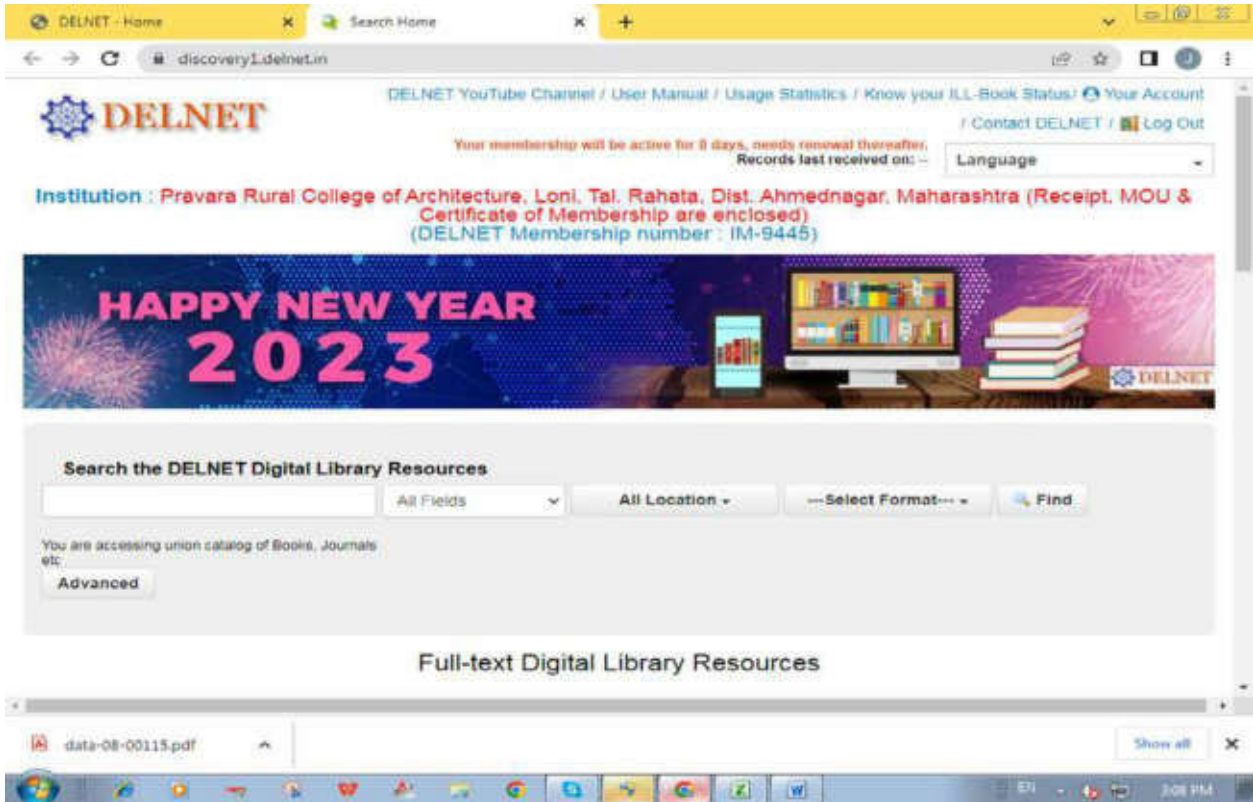 DELNET - Home
Search Home
discovery1.delnet.in
DELNET
DELNET YouTube Channel / User Manual / Usage Statistics / Know your ILL-Book Status/ Your Account
/ Contact DELNET / Log Out
Your membership will be active for 8 days, needs renewal thereafter.
Records last received on: --
Language
Institution : Pravara Rural College of Architecture, Loni, Tal. Rahata, Dist. Ahmednagar, Maharashtra (Receipt, MOU &
Certificate of Membership are enclosed)
(DELNET Membership number : IM-9445)
HAPPY NEW YEAR
2023
DELNET
Search the DELNET Digital Library Resources
All Fields
All Location
---Select Format---
Find
You are accessing union catalog of Books, Journals
etc
Advanced
Full-text Digital Library Resources
data-08-00115.pdf
Show all
EN
3:08 PM